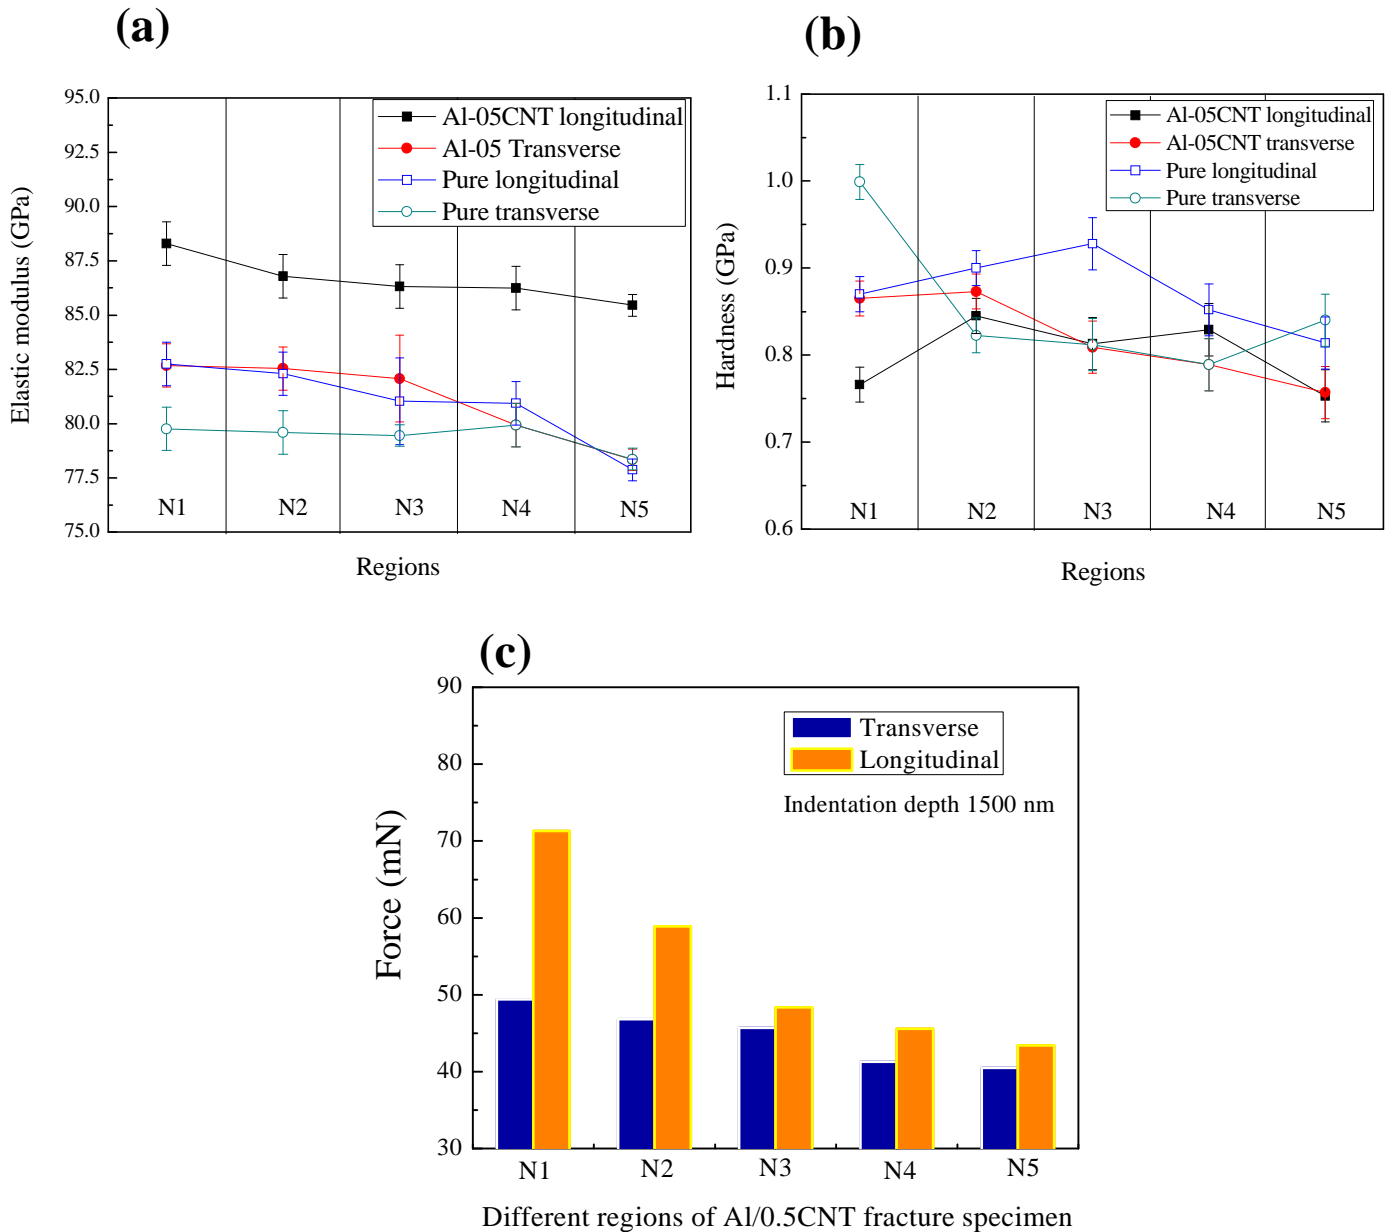 (a)
95.0
92.5
90.0
87.5
85.0
82.5
80.0
77.5
75.0
Elastic modulus (GPa)
Al-05CNT longitudinal
Al-05 Transverse
Pure longitudinal
Pure transverse
N1 N2 N3 N4 N5
Regions
(b)
1.1
1.0
0.9
0.8
0.7
0.6
Hardness (GPa)
Al-05CNT longitudinal
Al-05CNT transverse
Pure longitudinal
Pure transverse
N1 N2 N3 N4 N5
Regions
(c)
90
80
70
60
50
40
30
Force (mN)
Transverse
Longitudinal
Indentation depth 1500 nm
N1 N2 N3 N4 N5
Different regions of Al/0.5CNT fracture specimen